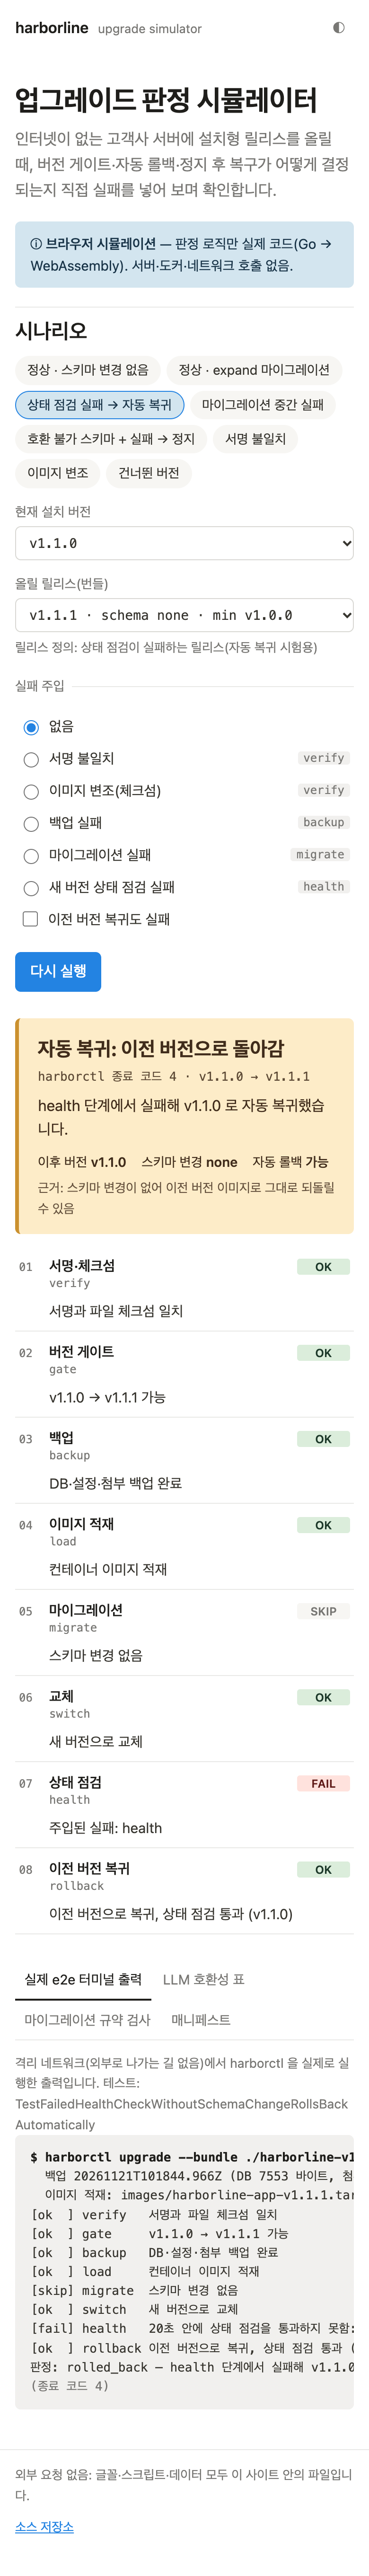 harborline upgrade simulator
업그레이드 판정 시뮬레이터
인터넷이 없는 고객사 서버에 설치형 릴리스를 올릴
때, 버전 게이트·자동 롤백·정지 후 복구가 어떻게 결정
되는지 직접 실패를 넣어 보며 확인합니다.
ⓘ 브라우저 시뮬레이션 — 판정 로직만 실제 코드(Go →
WebAssembly). 서버·도커·네트워크 호출 없음.
시나리오
정상 · 스키마 변경 없음 정상 · expand 마이그레이션
상태 점검 실패 → 자동 복귀 마이그레이션 중간 실패
호환 불가 스키마 + 실패 → 정지 서명 불일치
이미지 변조 건너뛴 버전
현재 설치 버전
v1.1.0
올릴 릴리스(번들)
v1.1.1 · schema none · min v1.0.0
릴리스 정의: 상태 점검이 실패하는 릴리스(자동 복귀 시험용)
실패 주입
없음
서명 불일치 verify
이미지 변조(체크섬) verify
백업 실패 backup
마이그레이션 실패 migrate
새 버전 상태 점검 실패 health
이전 버전 복귀도 실패
다시 실행
자동 복귀: 이전 버전으로 돌아감
harborctl 종료 코드 4 · v1.1.0 → v1.1.1
health 단계에서 실패해 v1.1.0 로 자동 복귀했습
니다.
이후 버전 v1.1.0 스키마 변경 none 자동 롤백 가능
근거: 스키마 변경이 없어 이전 버전 이미지로 그대로 되돌릴
수 있음
01 서명·체크섬 OK
verify
서명과 파일 체크섬 일치
02 버전 게이트 OK
gate
v1.1.0 → v1.1.1 가능
03 백업 OK
backup
DB·설정·첨부 백업 완료
04 이미지 적재 OK
load
컨테이너 이미지 적재
05 마이그레이션 SKIP
migrate
스키마 변경 없음
06 교체 OK
switch
새 버전으로 교체
07 상태 점검 FAIL
health
주입된 실패: health
08 이전 버전 복귀 OK
rollback
이전 버전으로 복귀, 상태 점검 통과 (v1.1.0)
실제 e2e 터미널 출력 LLM 호환성 표
마이그레이션 규약 검사 매니페스트
격리 네트워크(외부로 나가는 길 없음)에서 harborctl 을 실제로 실
행한 출력입니다. 테스트:
TestFailedHealthCheckWithoutSchemaChangeRollsBack
Automatically
$ harborctl upgrade --bundle ./harborline-v1
백업 20261121T101844.966Z (DB 7553 바이트, 첨
이미지 적재: images/harborline-app-v1.1.1.tar
[ok ] verify 서명과 파일 체크섬 일치
[ok ] gate v1.1.0 → v1.1.1 가능
[ok ] backup DB·설정·첨부 백업 완료
[ok ] load 컨테이너 이미지 적재
[skip] migrate 스키마 변경 없음
[ok ] switch 새 버전으로 교체
[fail] health 20초 안에 상태 점검을 통과하지 못함:
[ok ] rollback 이전 버전으로 복귀, 상태 점검 통과 (
판정: rolled_back — health 단계에서 실패해 v1.1.0
(종료 코드 4)
외부 요청 없음: 글꼴·스크립트·데이터 모두 이 사이트 안의 파일입니
다.
소스 저장소